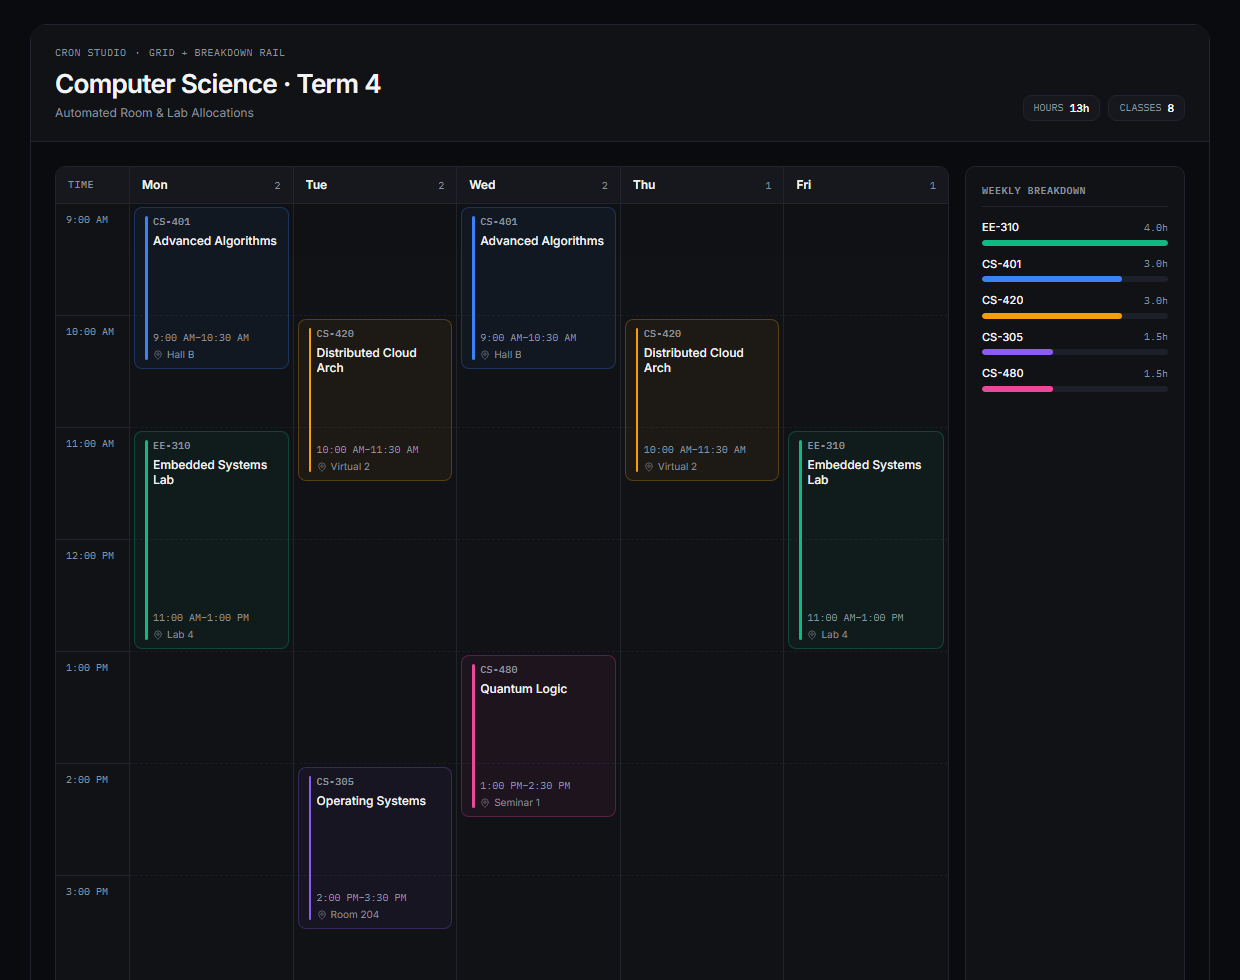 CRON STUDIO · GRID + BREAKDOWN RAIL
Computer Science · Term 4
Automated Room & Lab Allocations
HOURS 13h
CLASSES 8
TIME
Mon 2
Tue 2
Wed 2
Thu 1
Fri 1
9:00 AM
10:00 AM
11:00 AM
12:00 PM
1:00 PM
2:00 PM
3:00 PM
CS-401
Advanced Algorithms
9:00 AM–10:30 AM
Hall B
EE-310
Embedded Systems
Lab
11:00 AM–1:00 PM
Lab 4
CS-420
Distributed Cloud
Arch
10:00 AM–11:30 AM
Virtual 2
CS-305
Operating Systems
2:00 PM–3:30 PM
Room 204
CS-401
Advanced Algorithms
9:00 AM–10:30 AM
Hall B
CS-480
Quantum Logic
1:00 PM–2:30 PM
Seminar 1
CS-420
Distributed Cloud
Arch
10:00 AM–11:30 AM
Virtual 2
EE-310
Embedded Systems
Lab
11:00 AM–1:00 PM
Lab 4
WEEKLY BREAKDOWN
EE-310 4.0h
CS-401 3.0h
CS-420 3.0h
CS-305 1.5h
CS-480 1.5h